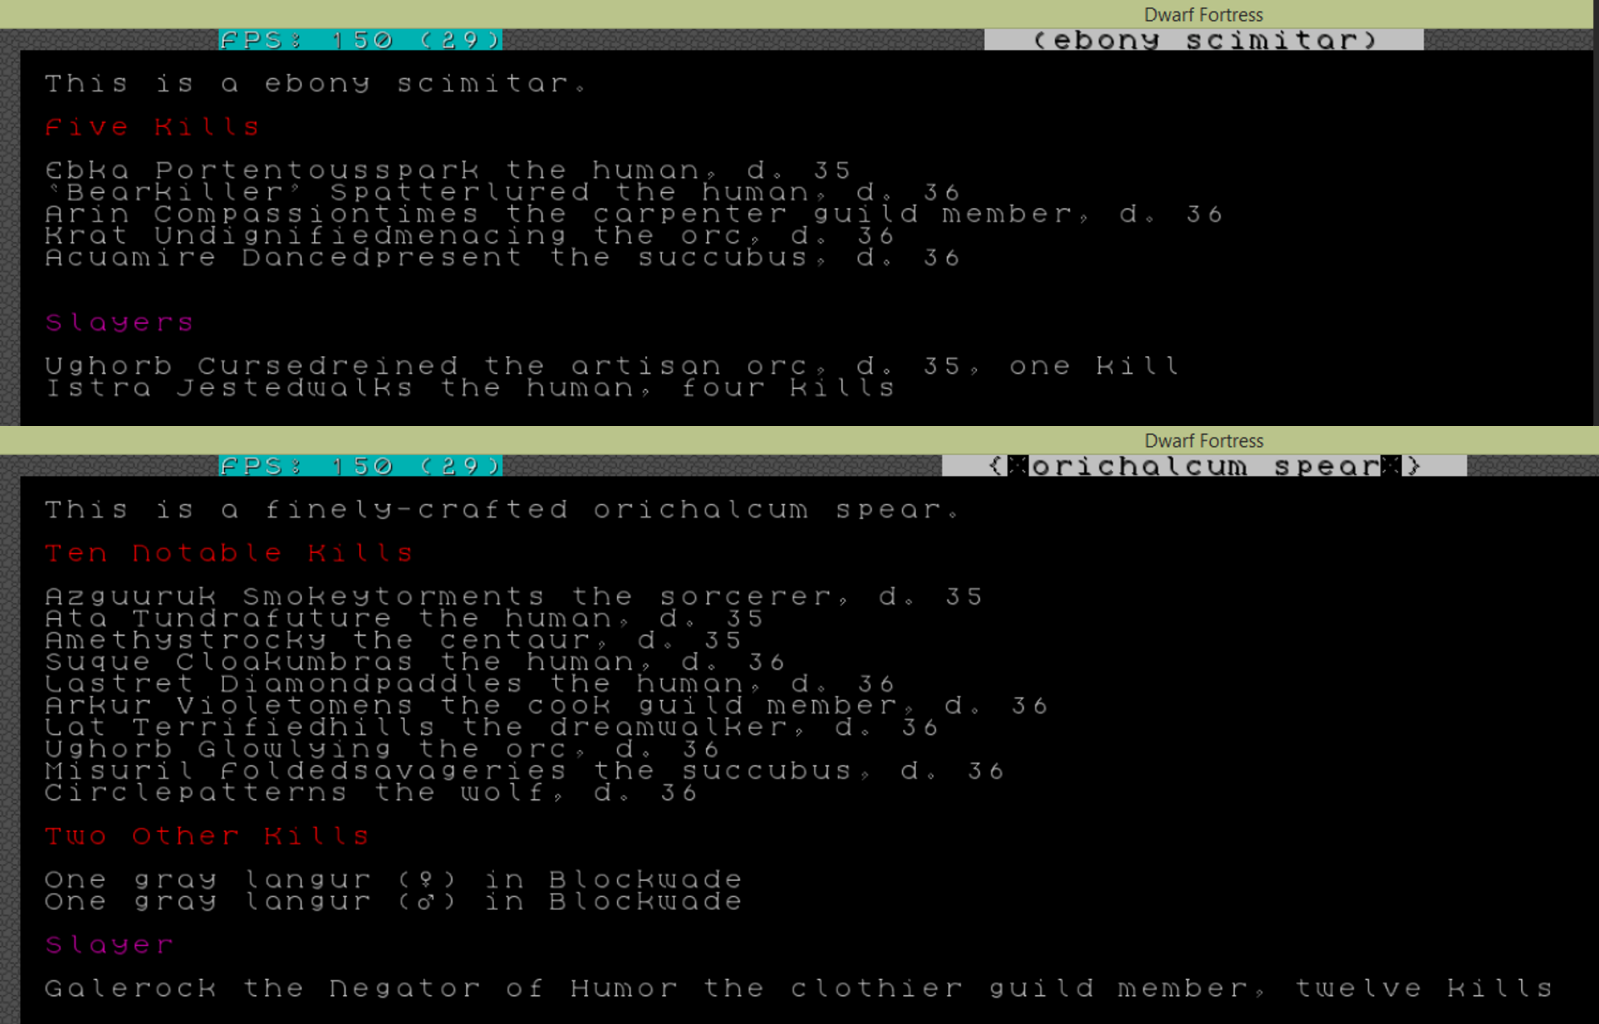 Dwarf Fortress
FPS: 150 (29)
(ebony scimitar)
This is a ebony scimitar.
Five Kills
Ebka Portentousspark the human, d. 35
`Bearkiller' Spatterlured the human, d. 36
Arin Compassiontimes the carpenter guild member, d. 36
Krat Undignifiedmenacing the orc, d. 36
Acuamire Dancedpresent the succubus, d. 36
Slayers
Ughorb Cursedreined the artisan orc, d. 35, one kill
Istra Jestedwalks the human, four kills
Dwarf Fortress
FPS: 150 (29)
{☼orichalcum spear☼}
This is a finely-crafted orichalcum spear.
Ten Notable Kills
Azguuruk Smokeytorments the sorcerer, d. 35
Ata Tundrafuture the human, d. 35
Amethystrocky the centaur, d. 35
Suque Cloakumbras the human, d. 36
Lastret Diamondpaddles the human, d. 36
Arkur Violetomens the cook guild member, d. 36
Lat Terrifiedhills the dreamwalker, d. 36
Ughorb Glowlying the orc, d. 36
Misuril Foldedsavageries the succubus, d. 36
Circlepatterns the wolf, d. 36
Two Other Kills
One gray langur (♀) in Blockwade
One gray langur (♂) in Blockwade
Slayer
Galerock the Negator of Humor the clothier guild member, twelve kills